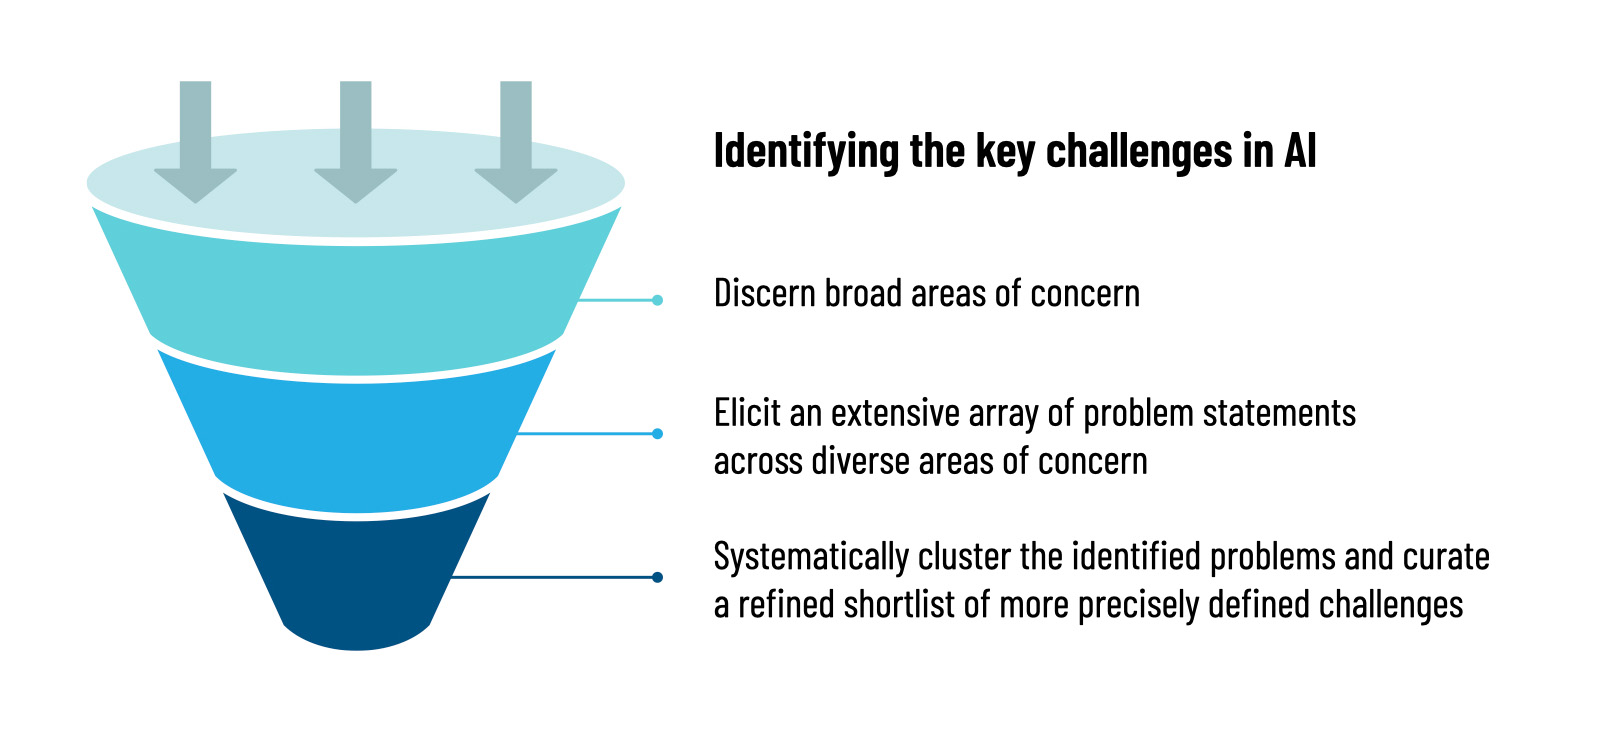 Identifying the key challenges in AI
Discern broad areas of concern
Elicit an extensive array of problem statements
across diverse areas of concern
Systematically cluster the identified problems and curate
a refined shortlist of more precisely defined challenges